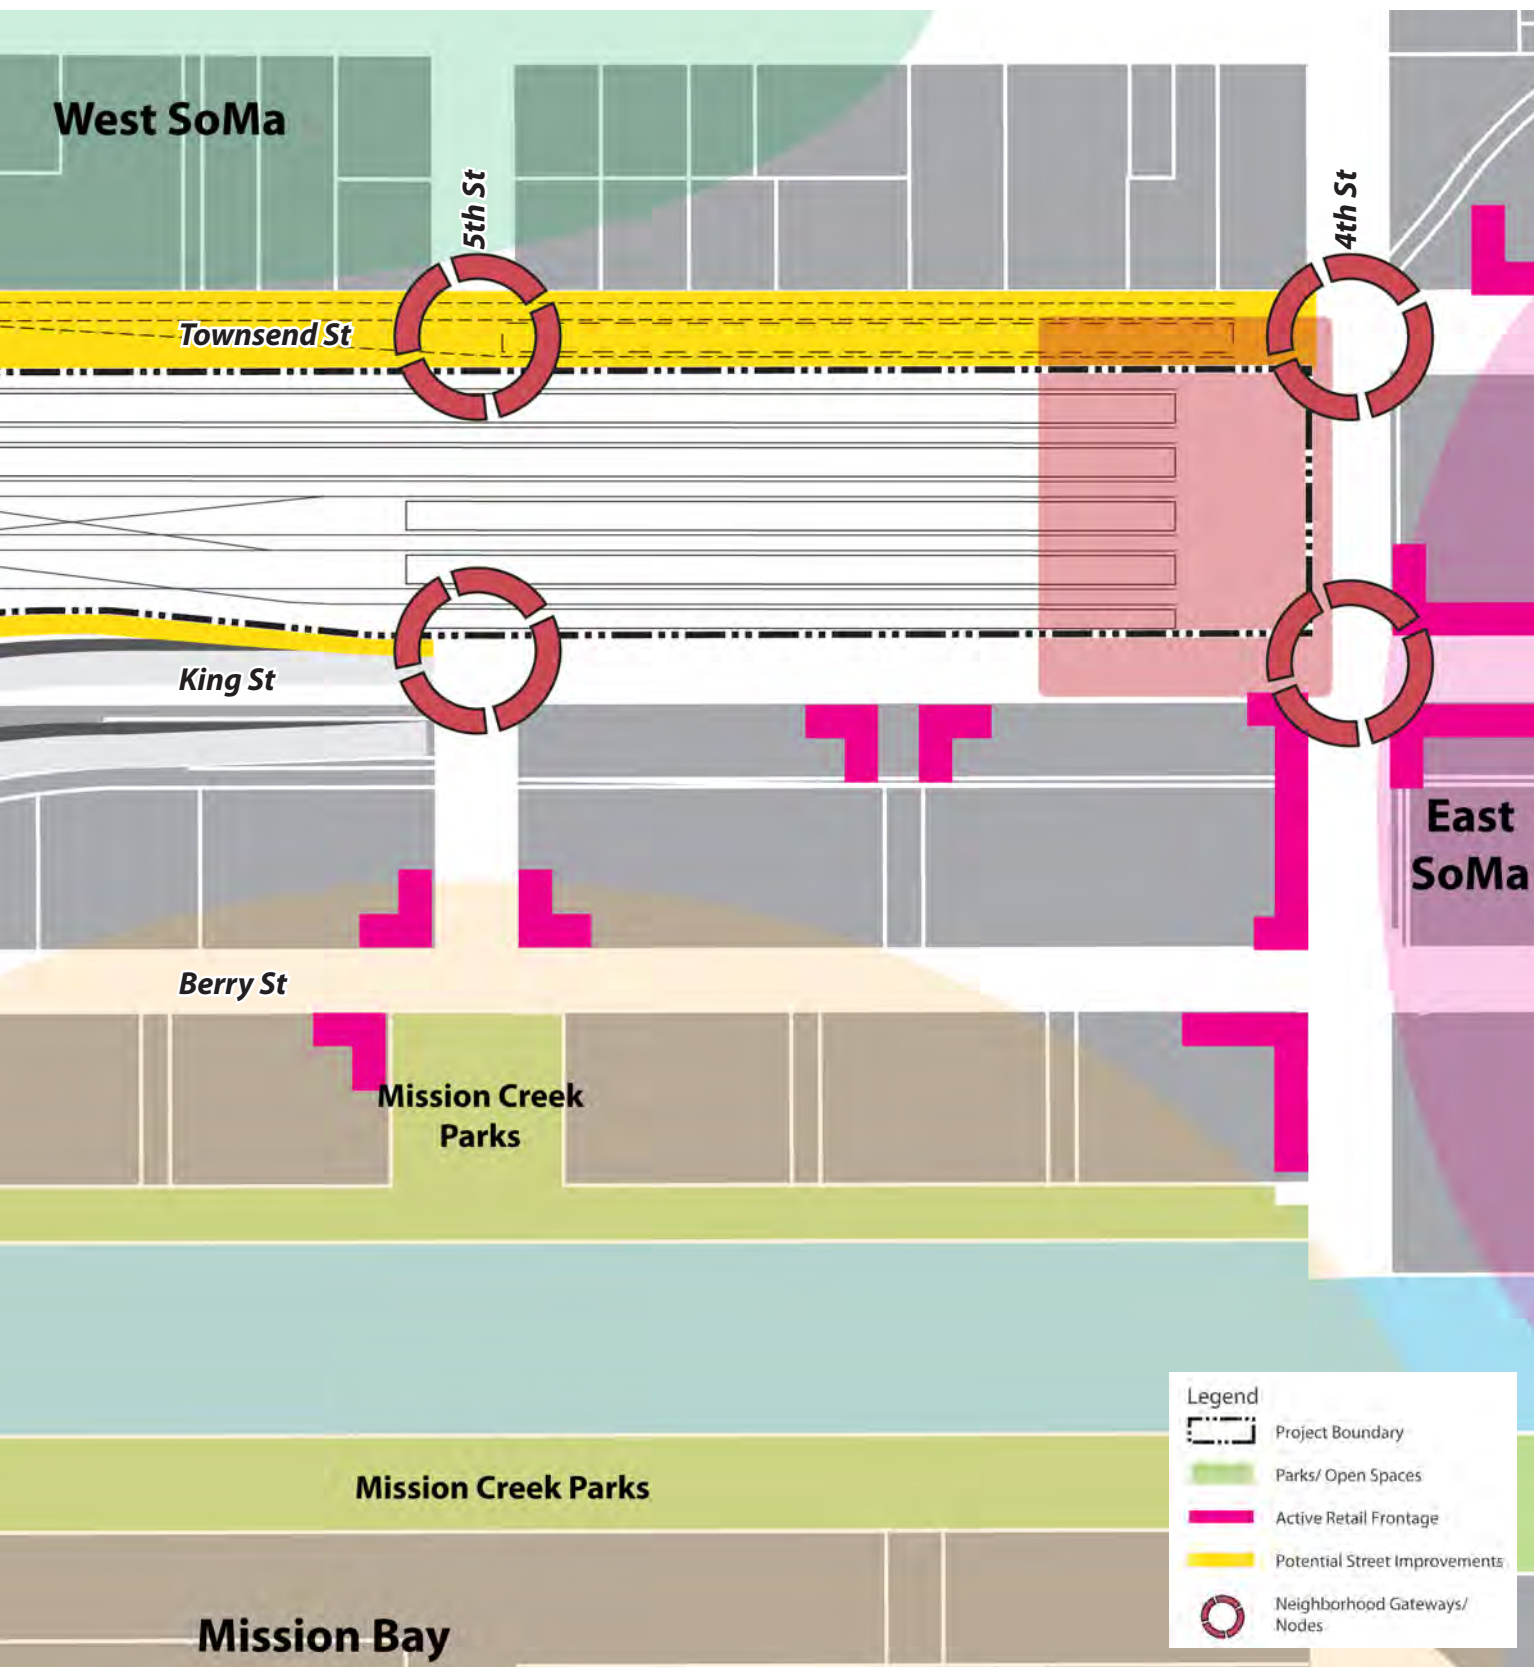 West SoMa
5th St
4th St
Townsend St
King St
East
SoMa
Berry St
Mission Creek
Parks
Mission Creek Parks
Mission Bay
Legend
Project Boundary
Parks/ Open Spaces
Active Retail Frontage
Potential Street Improvements
Neighborhood Gateways/
Nodes